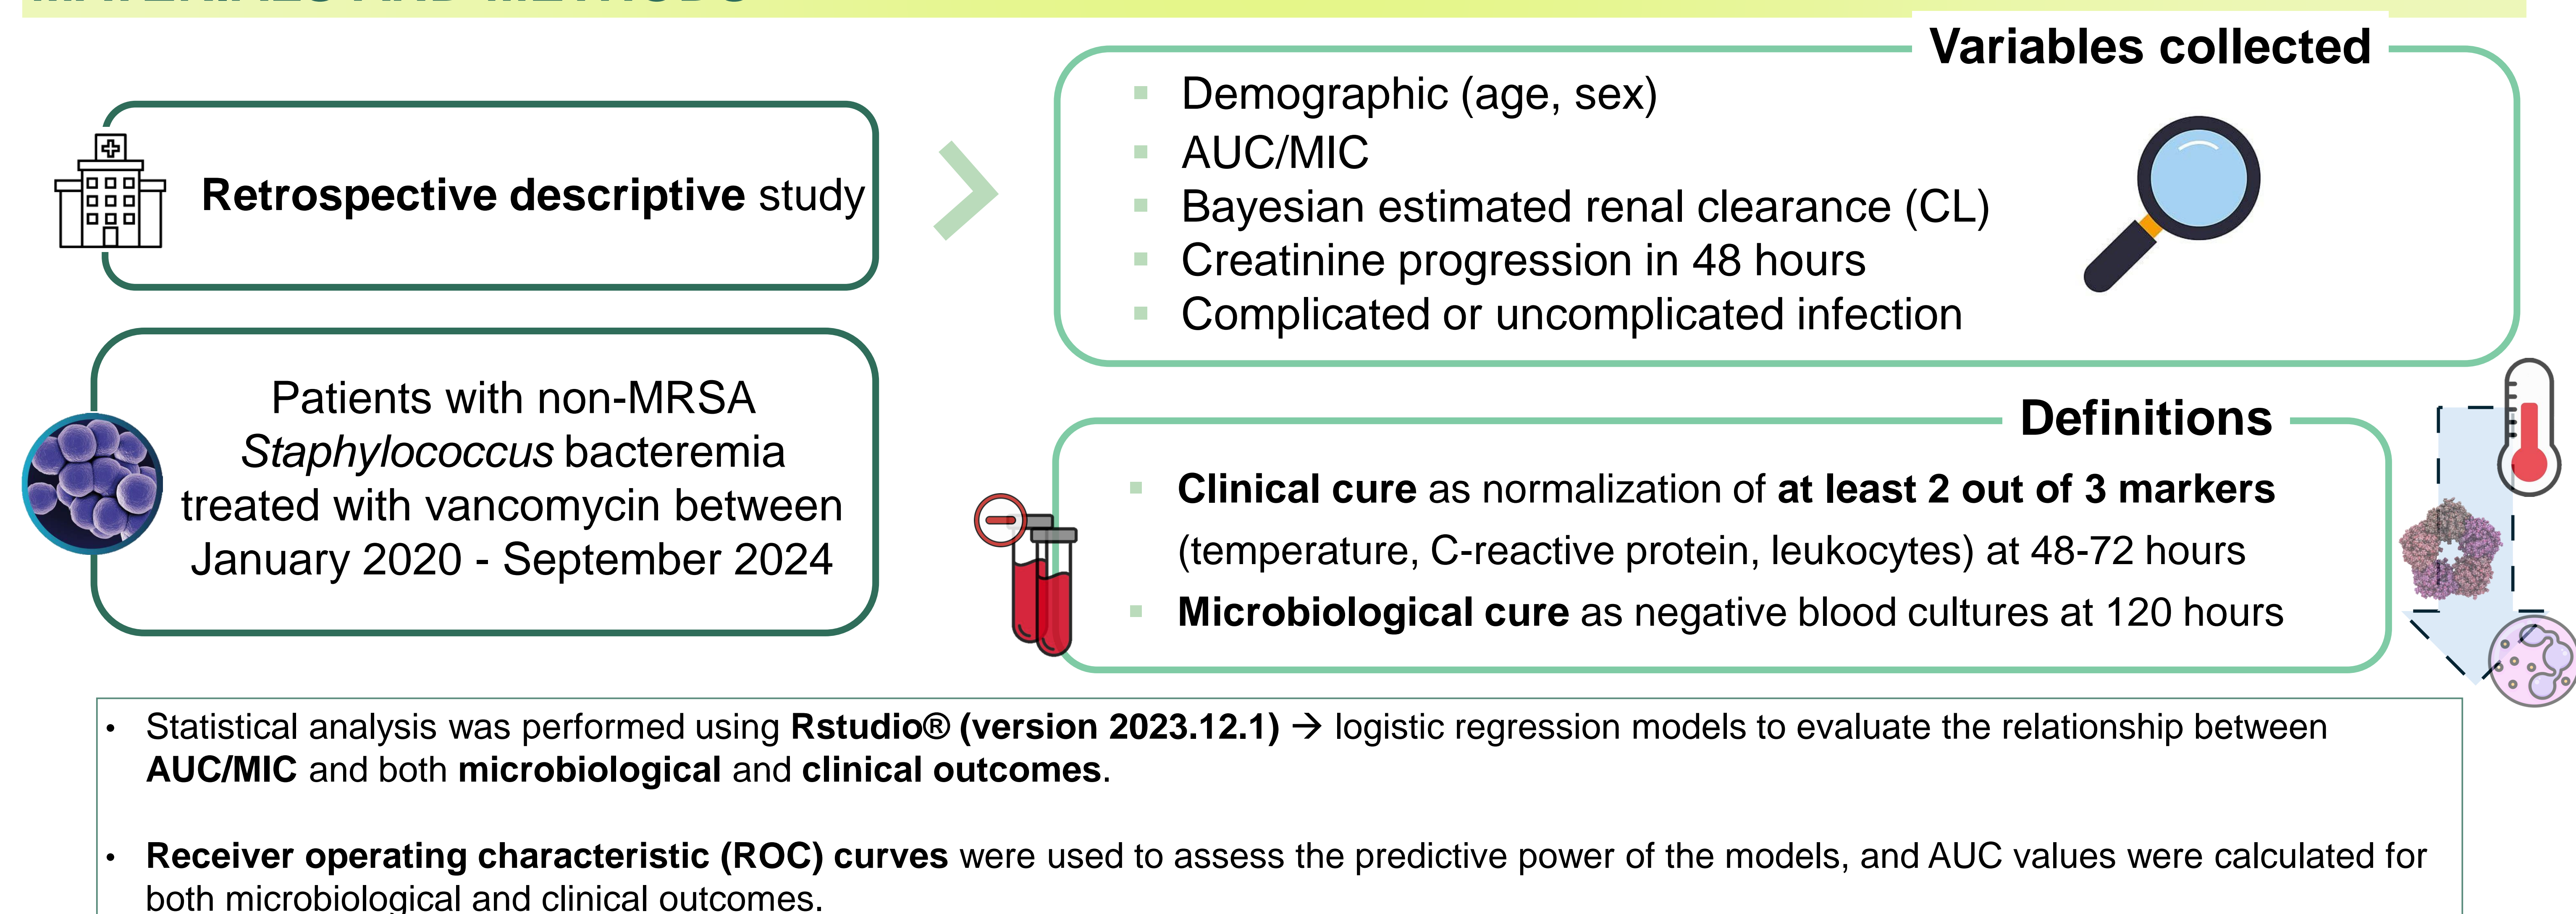 MATERIALS AND METHODS
Retrospective descriptive study
Patients with non-MRSA
Staphylococcus bacteremia
treated with vancomycin between
January 2020 - September 2024
Variables collected
▪ Demographic (age, sex)
▪ AUC/MIC
▪ Bayesian estimated renal clearance (CL)
▪ Creatinine progression in 48 hours
▪ Complicated or uncomplicated infection
Definitions
▪ Clinical cure as normalization of at least 2 out of 3 markers
(temperature, C-reactive protein, leukocytes) at 48-72 hours
▪ Microbiological cure as negative blood cultures at 120 hours
• Statistical analysis was performed using Rstudio® (version 2023.12.1) → logistic regression models to evaluate the relationship between
AUC/MIC and both microbiological and clinical outcomes.
• Receiver operating characteristic (ROC) curves were used to assess the predictive power of the models, and AUC values were calculated for
both microbiological and clinical outcomes.